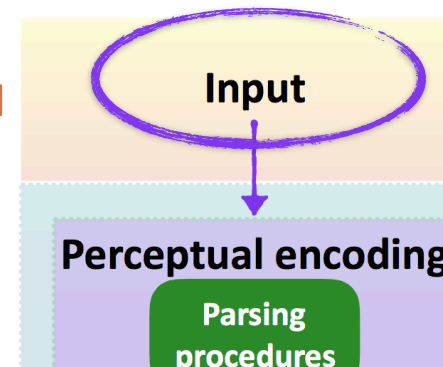 Input
Perceptual encoding
Parsing
procedures